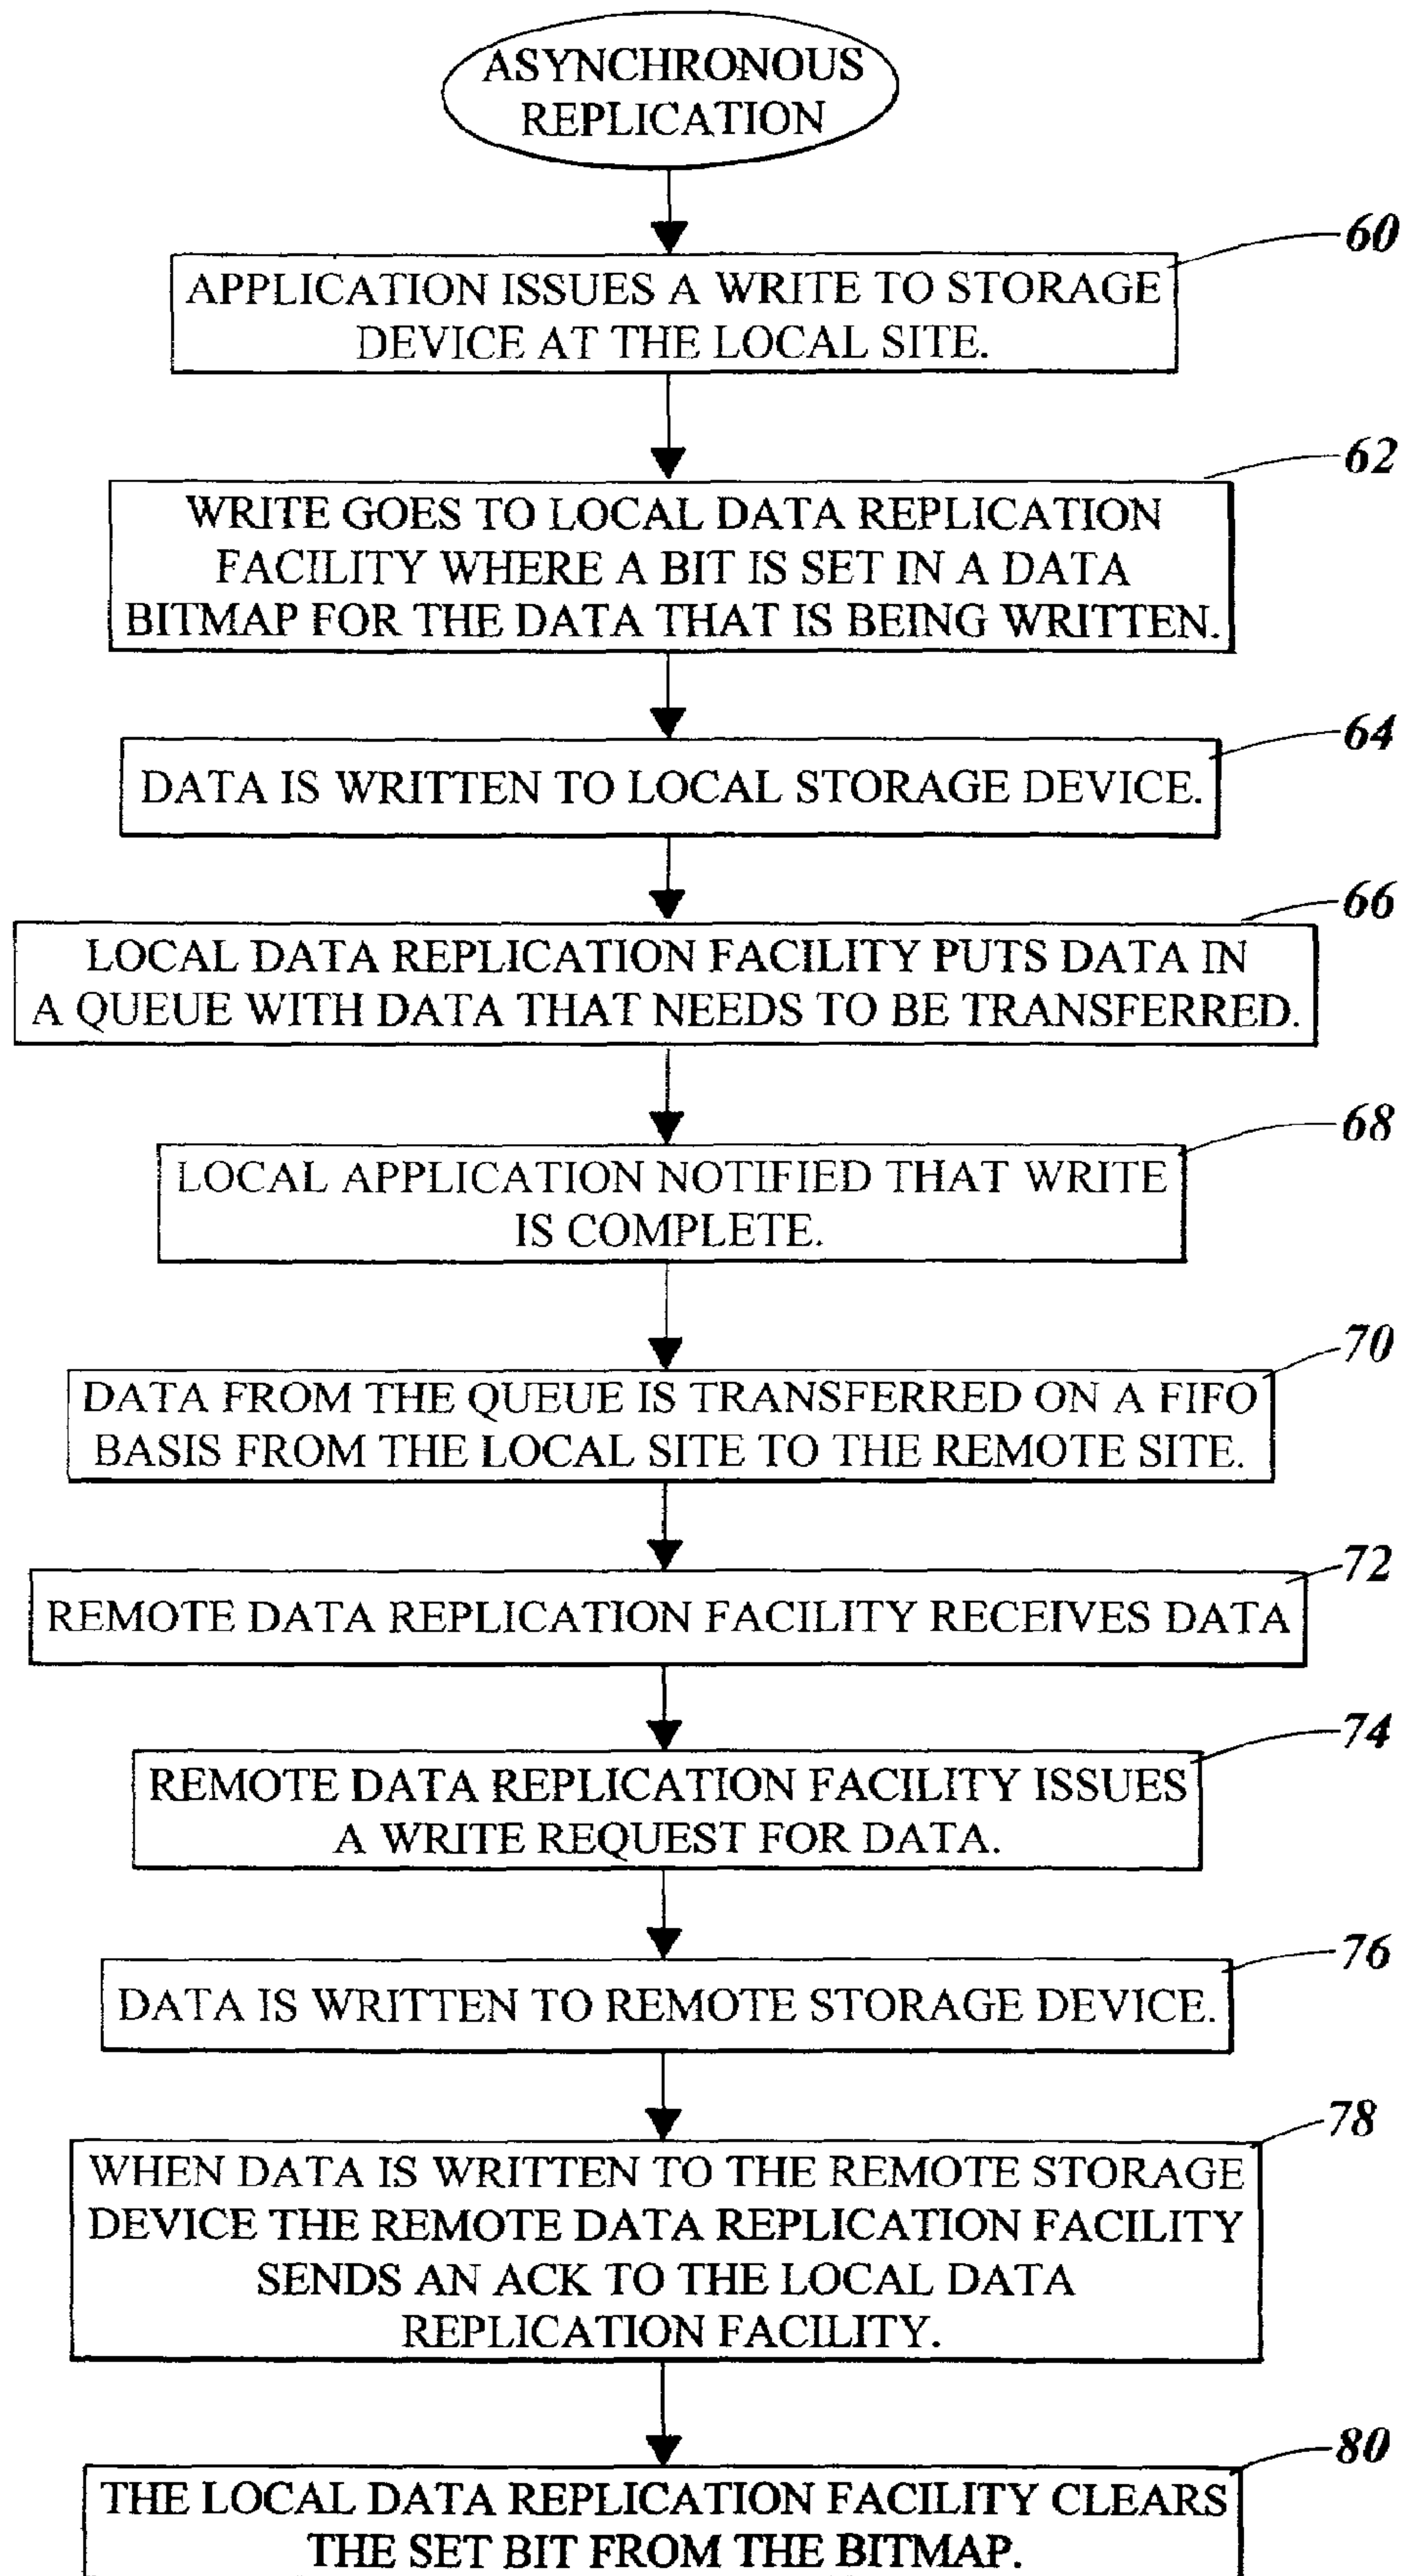 ASYNCHRONOUS
REPLICATION
60
APPLICATION ISSUES A WRITE TO STORAGE
DEVICE AT THE LOCAL SITE.
62
WRITE GOES TO LOCAL DATA REPLICATION
FACILITY WHERE A BIT IS SET IN A DATA
BITMAP FOR THE DATA THAT IS BEING WRITTEN.
64
DATA IS WRITTEN TO LOCAL STORAGE DEVICE.
66
LOCAL DATA REPLICATION FACILITY PUTS DATA IN
A QUEUE WITH DATA THAT NEEDS TO BE TRANSFERRED.
68
LOCAL APPLICATION NOTIFIED THAT WRITE
IS COMPLETE.
70
DATA FROM THE QUEUE IS TRANSFERRED ON A FIFO
BASIS FROM THE LOCAL SITE TO THE REMOTE SITE.
72
REMOTE DATA REPLICATION FACILITY RECEIVES DATA
74
REMOTE DATA REPLICATION FACILITY ISSUES
A WRITE REQUEST FOR DATA.
76
DATA IS WRITTEN TO REMOTE STORAGE DEVICE.
78
WHEN DATA IS WRITTEN TO THE REMOTE STORAGE
DEVICE THE REMOTE DATA REPLICATION FACILITY
SENDS AN ACK TO THE LOCAL DATA
REPLICATION FACILITY.
80
THE LOCAL DATA REPLICATION FACILITY CLEARS
THE SET BIT FROM THE BITMAP.